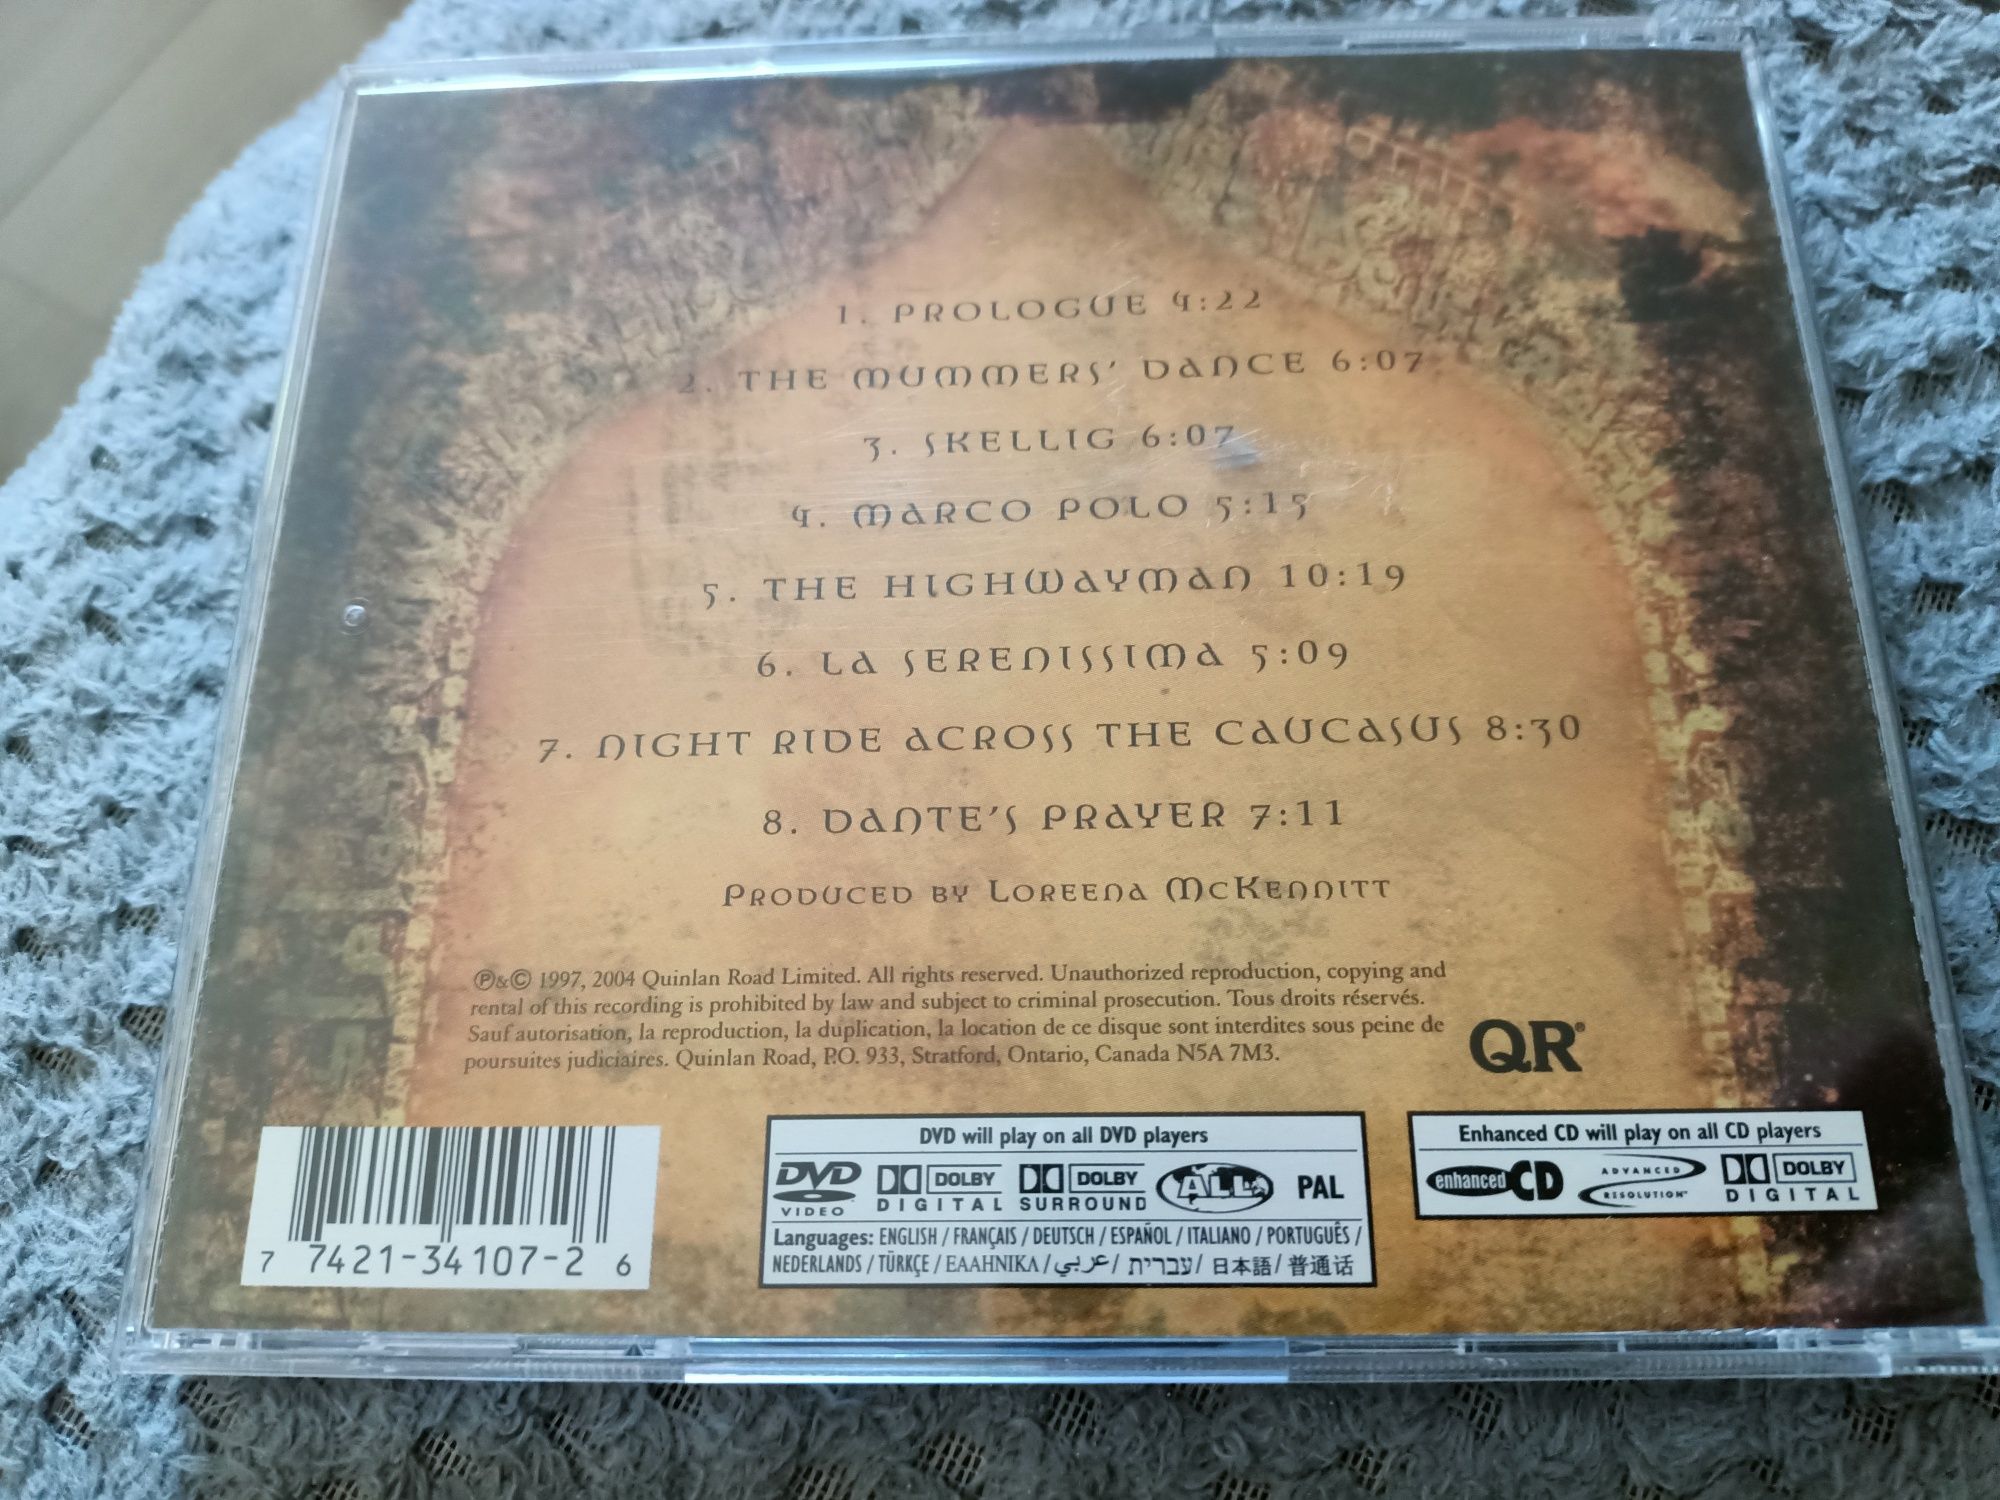 1. PROLOGUE 4:22
2. THE MUMMERS' DANCE 6:07
3. SKELLIG 6:07
4. MARCO POLO 5:15
5. THE HIGHWAYMAN 10:19
6. LA SERENISSIMA 5:09
7. NIGHT RIDE ACROSS THE CAUCASUS 8:30
8. DANTE'S PRAYER 7:11
PRODUCED BY LOREENA MCKENNITT
℗&© 1997, 2004 Quinlan Road Limited. All rights reserved. Unauthorized reproduction, copying and
rental of this recording is prohibited by law and subject to criminal prosecution. Tous droits réservés.
Sauf autorisation, la reproduction, la duplication, la location de ce disque sont interdites sous peine de
poursuites judiciaires. Quinlan Road, P.O. 933, Stratford, Ontario, Canada N5A 7M3.
QR®
7 7421-34107-2 6
DVD will play on all DVD players
DVD VIDEO DOLBY DIGITAL DOLBY SURROUND ALL PAL
Languages: ENGLISH / FRANÇAIS / DEUTSCH / ESPAÑOL / ITALIANO / PORTUGUÊS /
NEDERLANDS / TÜRKÇE / ΕΛΛΗΝΙΚΑ / عربي / עברית / 日本語 / 普通话
Enhanced CD will play on all CD players
enhanced CD ADVANCED RESOLUTION™ DOLBY DIGITAL